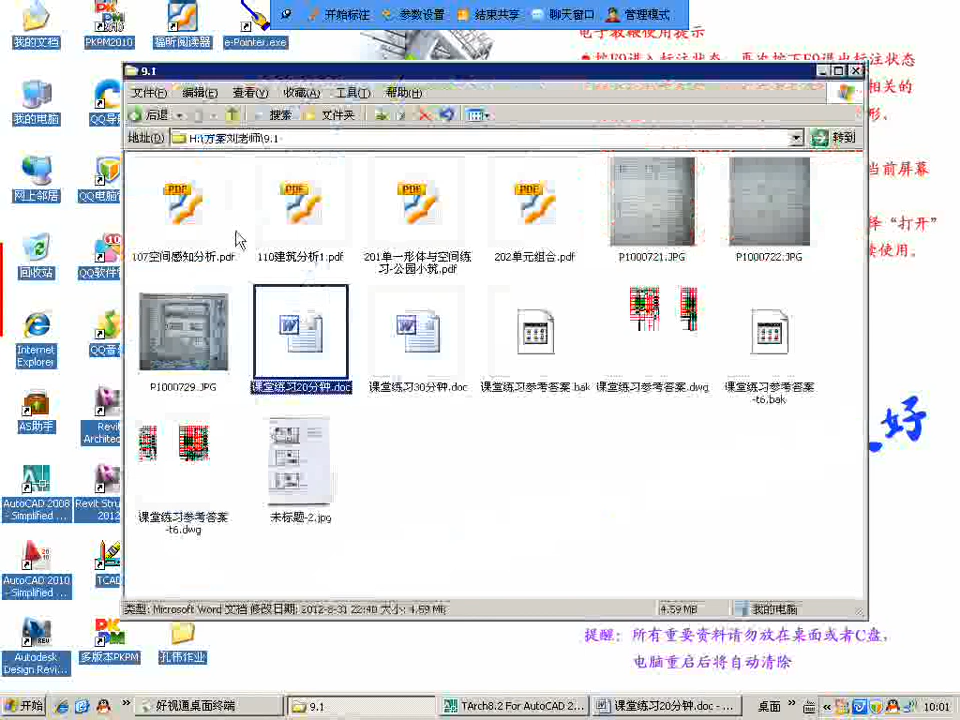 开始标注 参数设置 结束共享 聊天窗口 管理模式
我的文档
PKPM2010
福昕阅读器
e-Pointer.exe
电子教鞭使用提示
相关的
形。
当前屏幕
择“打开”
续使用。
好
我的电脑
网上邻居
回收站
Internet Explorer
AS助手
AutoCAD 2008 - Simplified ...
Revit Stru 2012
AutoCAD 2010 - Simplified ...
TCAD
Autodesk Design Revi...
多版本PKPM
孔伟作业
9.1
文件(F) 编辑(E) 查看(V) 收藏(A) 工具(T) 帮助(H)
后退 搜索 文件夹
地址(D) H:\方案刘老师\9.1 转到
107空间感知分析.pdf
110建筑分析1.pdf
201单一形体与空间练习-公园小筑.pdf
202单元组合.pdf
P1000721.JPG
P1000722.JPG
P1000729.JPG
课堂练习20分钟.doc
课堂练习30分钟.doc
课堂练习参考答案.bak
课堂练习参考答案.dwg
课堂练习参考答案-t6.bak
课堂练习参考答案-t6.dwg
未标题-2.jpg
类型: Microsoft Word 文档 修改日期: 2012-8-31 22:40 大小: 4.59 MB 4.59 MB 我的电脑
提醒：所有重要资料请勿放在桌面或者C盘，
电脑重启后将自动清除
开始 好视通桌面终端 9.1 TArch8.2 For AutoCAD 2... 课堂练习20分钟.doc - ... 桌面 10:01